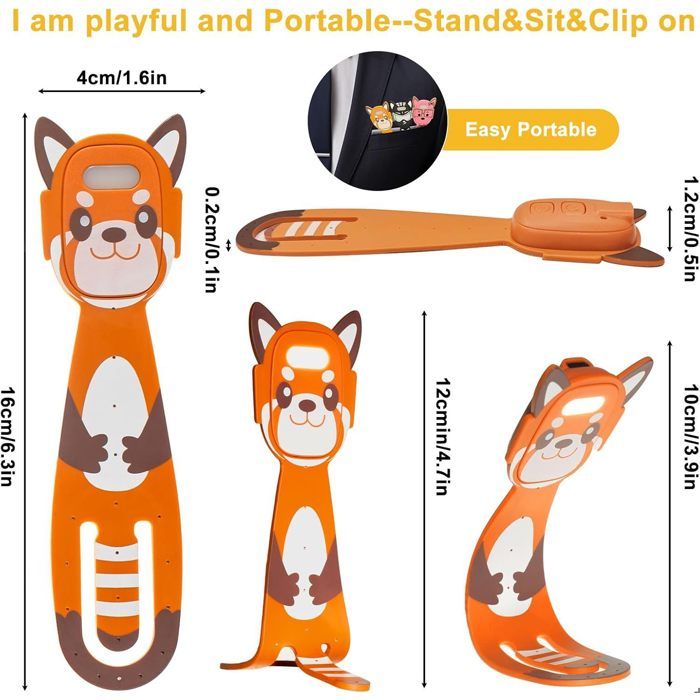 I am playful and Portable--Stand&Sit&Clip on
4cm/1.6in
Easy Portable
0.2cm/0.1in
1.2cm/0.5in
16cm/6.3in
12cmin/4.7in
10cm//3.9in